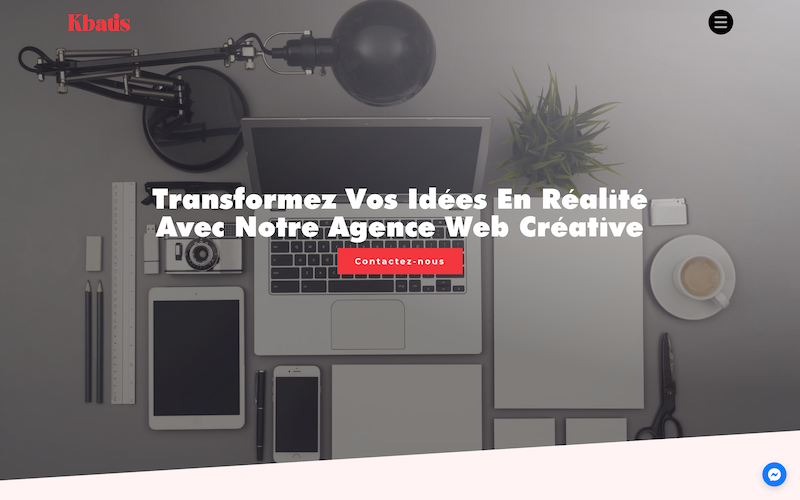 Kbatis
Transformez Vos Idées En Réalité
Avec Notre Agence Web Créative
Contactez-nous